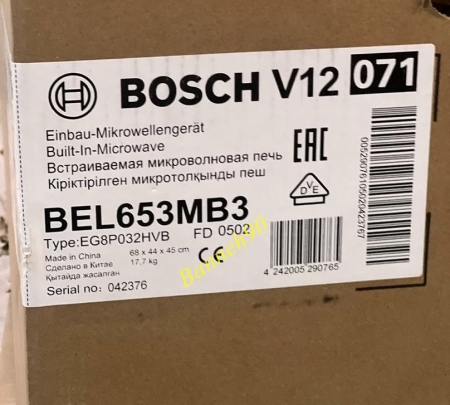 BOSCH V12 071
Einbau-Mikrowellengerät
Built-In-Microwave
Встраиваемая микроволновая печь
Кіріктірілген микротолқынды пеш
EAC
DVE
BEL653MB3
Type:EG8P032HVB FD 0502
Made in China 68 x 44 x 45 cm
Сделано в Китае 17,7 kg
Қытайда жасалған
CE
Serial no: 042376
4 242005 290765